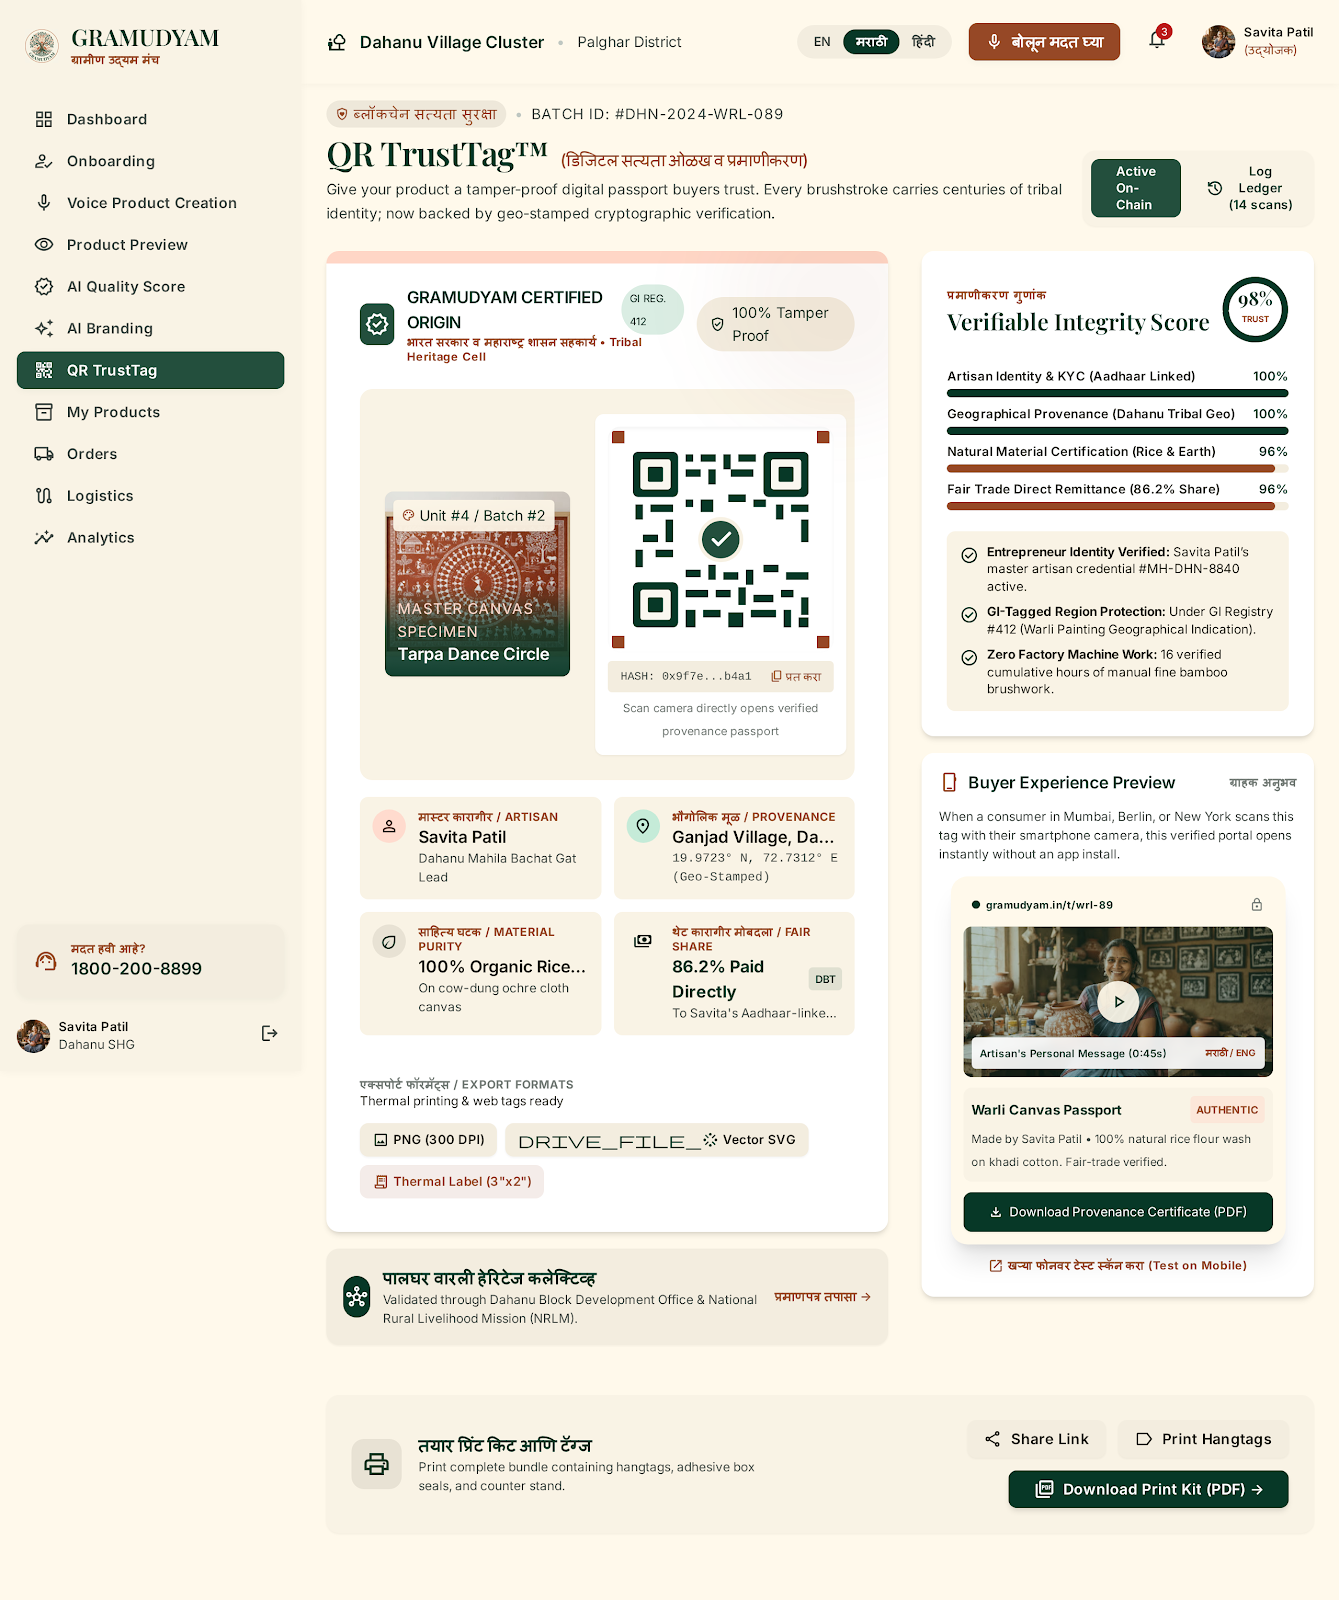 GRAMUDYAM
ग्रामीण उद्यम मंच
Dashboard
Onboarding
Voice Product Creation
Product Preview
AI Quality Score
AI Branding
QR TrustTag
My Products
Orders
Logistics
Analytics
मदत हवी आहे?
1800-200-8899
Savita Patil
Dahanu SHG
Dahanu Village Cluster • Palghar District
EN मराठी हिंदी
बोलून मदत घ्या
3
Savita Patil
(उद्योजक)
ब्लॉकचेन सत्यता सुरक्षा • BATCH ID: #DHN-2024-WRL-089
QR TrustTag™ (डिजिटल सत्यता ओळख व प्रमाणीकरण)
Give your product a tamper-proof digital passport buyers trust. Every brushstroke carries centuries of tribal
identity; now backed by geo-stamped cryptographic verification.
Active
On-
Chain
Log
Ledger
(14 scans)
GRAMUDYAM CERTIFIED
ORIGIN
GI REG.
412
भारत सरकार व महाराष्ट्र शासन सहकार्य • Tribal
Heritage Cell
100% Tamper
Proof
Unit #4 / Batch #2
MASTER CANVAS
SPECIMEN
Tarpa Dance Circle
HASH: 0x9f7e...b4a1 प्रत करा
Scan camera directly opens verified
provenance passport
मास्टर कारागीर / ARTISAN
Savita Patil
Dahanu Mahila Bachat Gat
Lead
भौगोलिक मूळ / PROVENANCE
Ganjad Village, Da...
19.9723° N, 72.7312° E
(Geo-Stamped)
साहित्य घटक / MATERIAL
PURITY
100% Organic Rice...
On cow-dung ochre cloth
canvas
थेट कारागीर मोबदला / FAIR
SHARE
86.2% Paid
Directly
DBT
To Savita's Aadhaar-linke...
एक्सपोर्ट फॉरमॅट्स / EXPORT FORMATS
Thermal printing & web tags ready
PNG (300 DPI)
DRIVE_FILE_ Vector SVG
Thermal Label (3"x2")
पालघर वारली हेरिटेज कलेक्टिव्ह
Validated through Dahanu Block Development Office & National
Rural Livelihood Mission (NRLM).
प्रमाणपत्र तपासा →
प्रमाणीकरण गुणांक
Verifiable Integrity Score
98%
TRUST
Artisan Identity & KYC (Aadhaar Linked) 100%
Geographical Provenance (Dahanu Tribal Geo) 100%
Natural Material Certification (Rice & Earth) 96%
Fair Trade Direct Remittance (86.2% Share) 96%
Entrepreneur Identity Verified: Savita Patil's
master artisan credential #MH-DHN-8840
active.
GI-Tagged Region Protection: Under GI Registry
#412 (Warli Painting Geographical Indication).
Zero Factory Machine Work: 16 verified
cumulative hours of manual fine bamboo
brushwork.
Buyer Experience Preview
ग्राहक अनुभव
When a consumer in Mumbai, Berlin, or New York scans this
tag with their smartphone camera, this verified portal opens
instantly without an app install.
gramudyam.in/t/wrl-89
Artisan's Personal Message (0:45s) मराठी / ENG
Warli Canvas Passport
AUTHENTIC
Made by Savita Patil • 100% natural rice flour wash
on khadi cotton. Fair-trade verified.
Download Provenance Certificate (PDF)
खऱ्या फोनवर टेस्ट स्कॅन करा (Test on Mobile)
तयार प्रिंट किट आणि टॅग्ज
Print complete bundle containing hangtags, adhesive box
seals, and counter stand.
Share Link
Print Hangtags
Download Print Kit (PDF) →